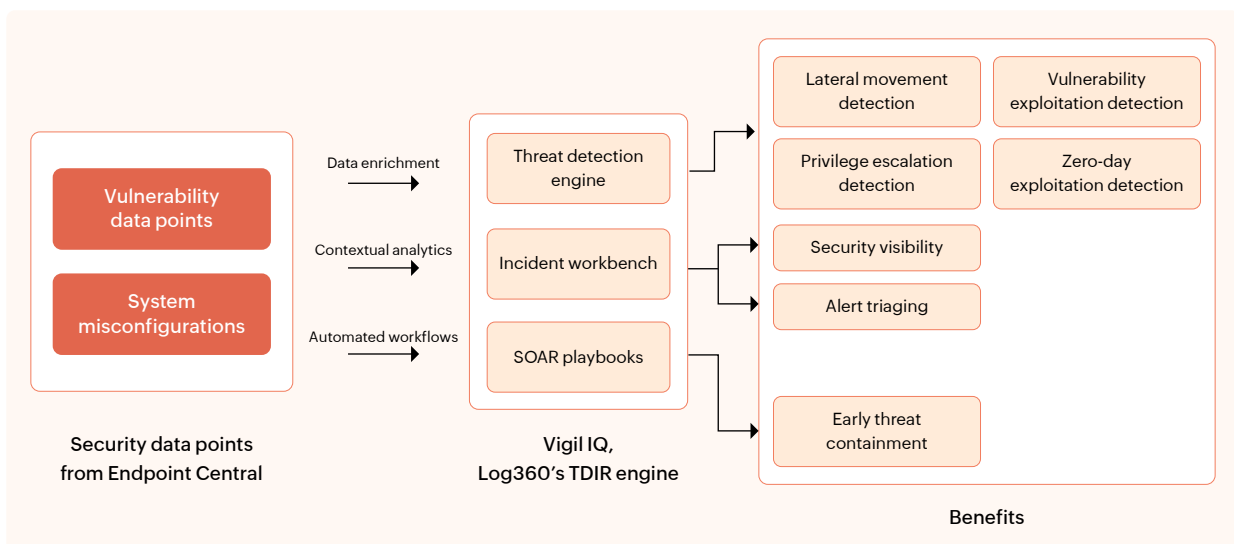 Vulnerability
data points
System
misconfigurations
Security data points
from Endpoint Central
Data enrichment
Contextual analytics
Automated workflows
Threat detection
engine
Incident workbench
SOAR playbooks
Vigil IQ,
Log360’s TDIR engine
Lateral movement
detection
Vulnerability
exploitation detection
Privilege escalation
detection
Zero-day
exploitation detection
Security visibility
Alert triaging
Early threat
containment
Benefits